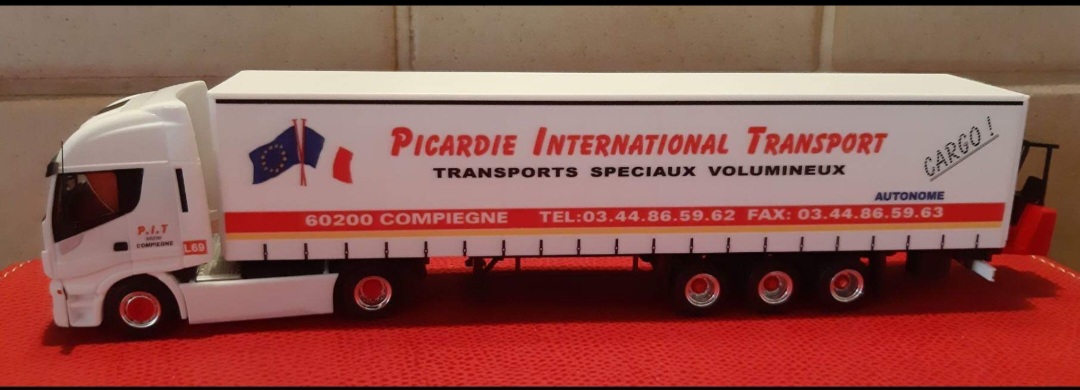 PICARDIE INTERNATIONAL TRANSPORT
TRANSPORTS SPECIAUX VOLUMINEUX
CARGO !
AUTONOME
60200 COMPIEGNE TEL:03.44.86.59.62 FAX: 03.44.86.59.63
P.I.T
COMPIEGNE
L69